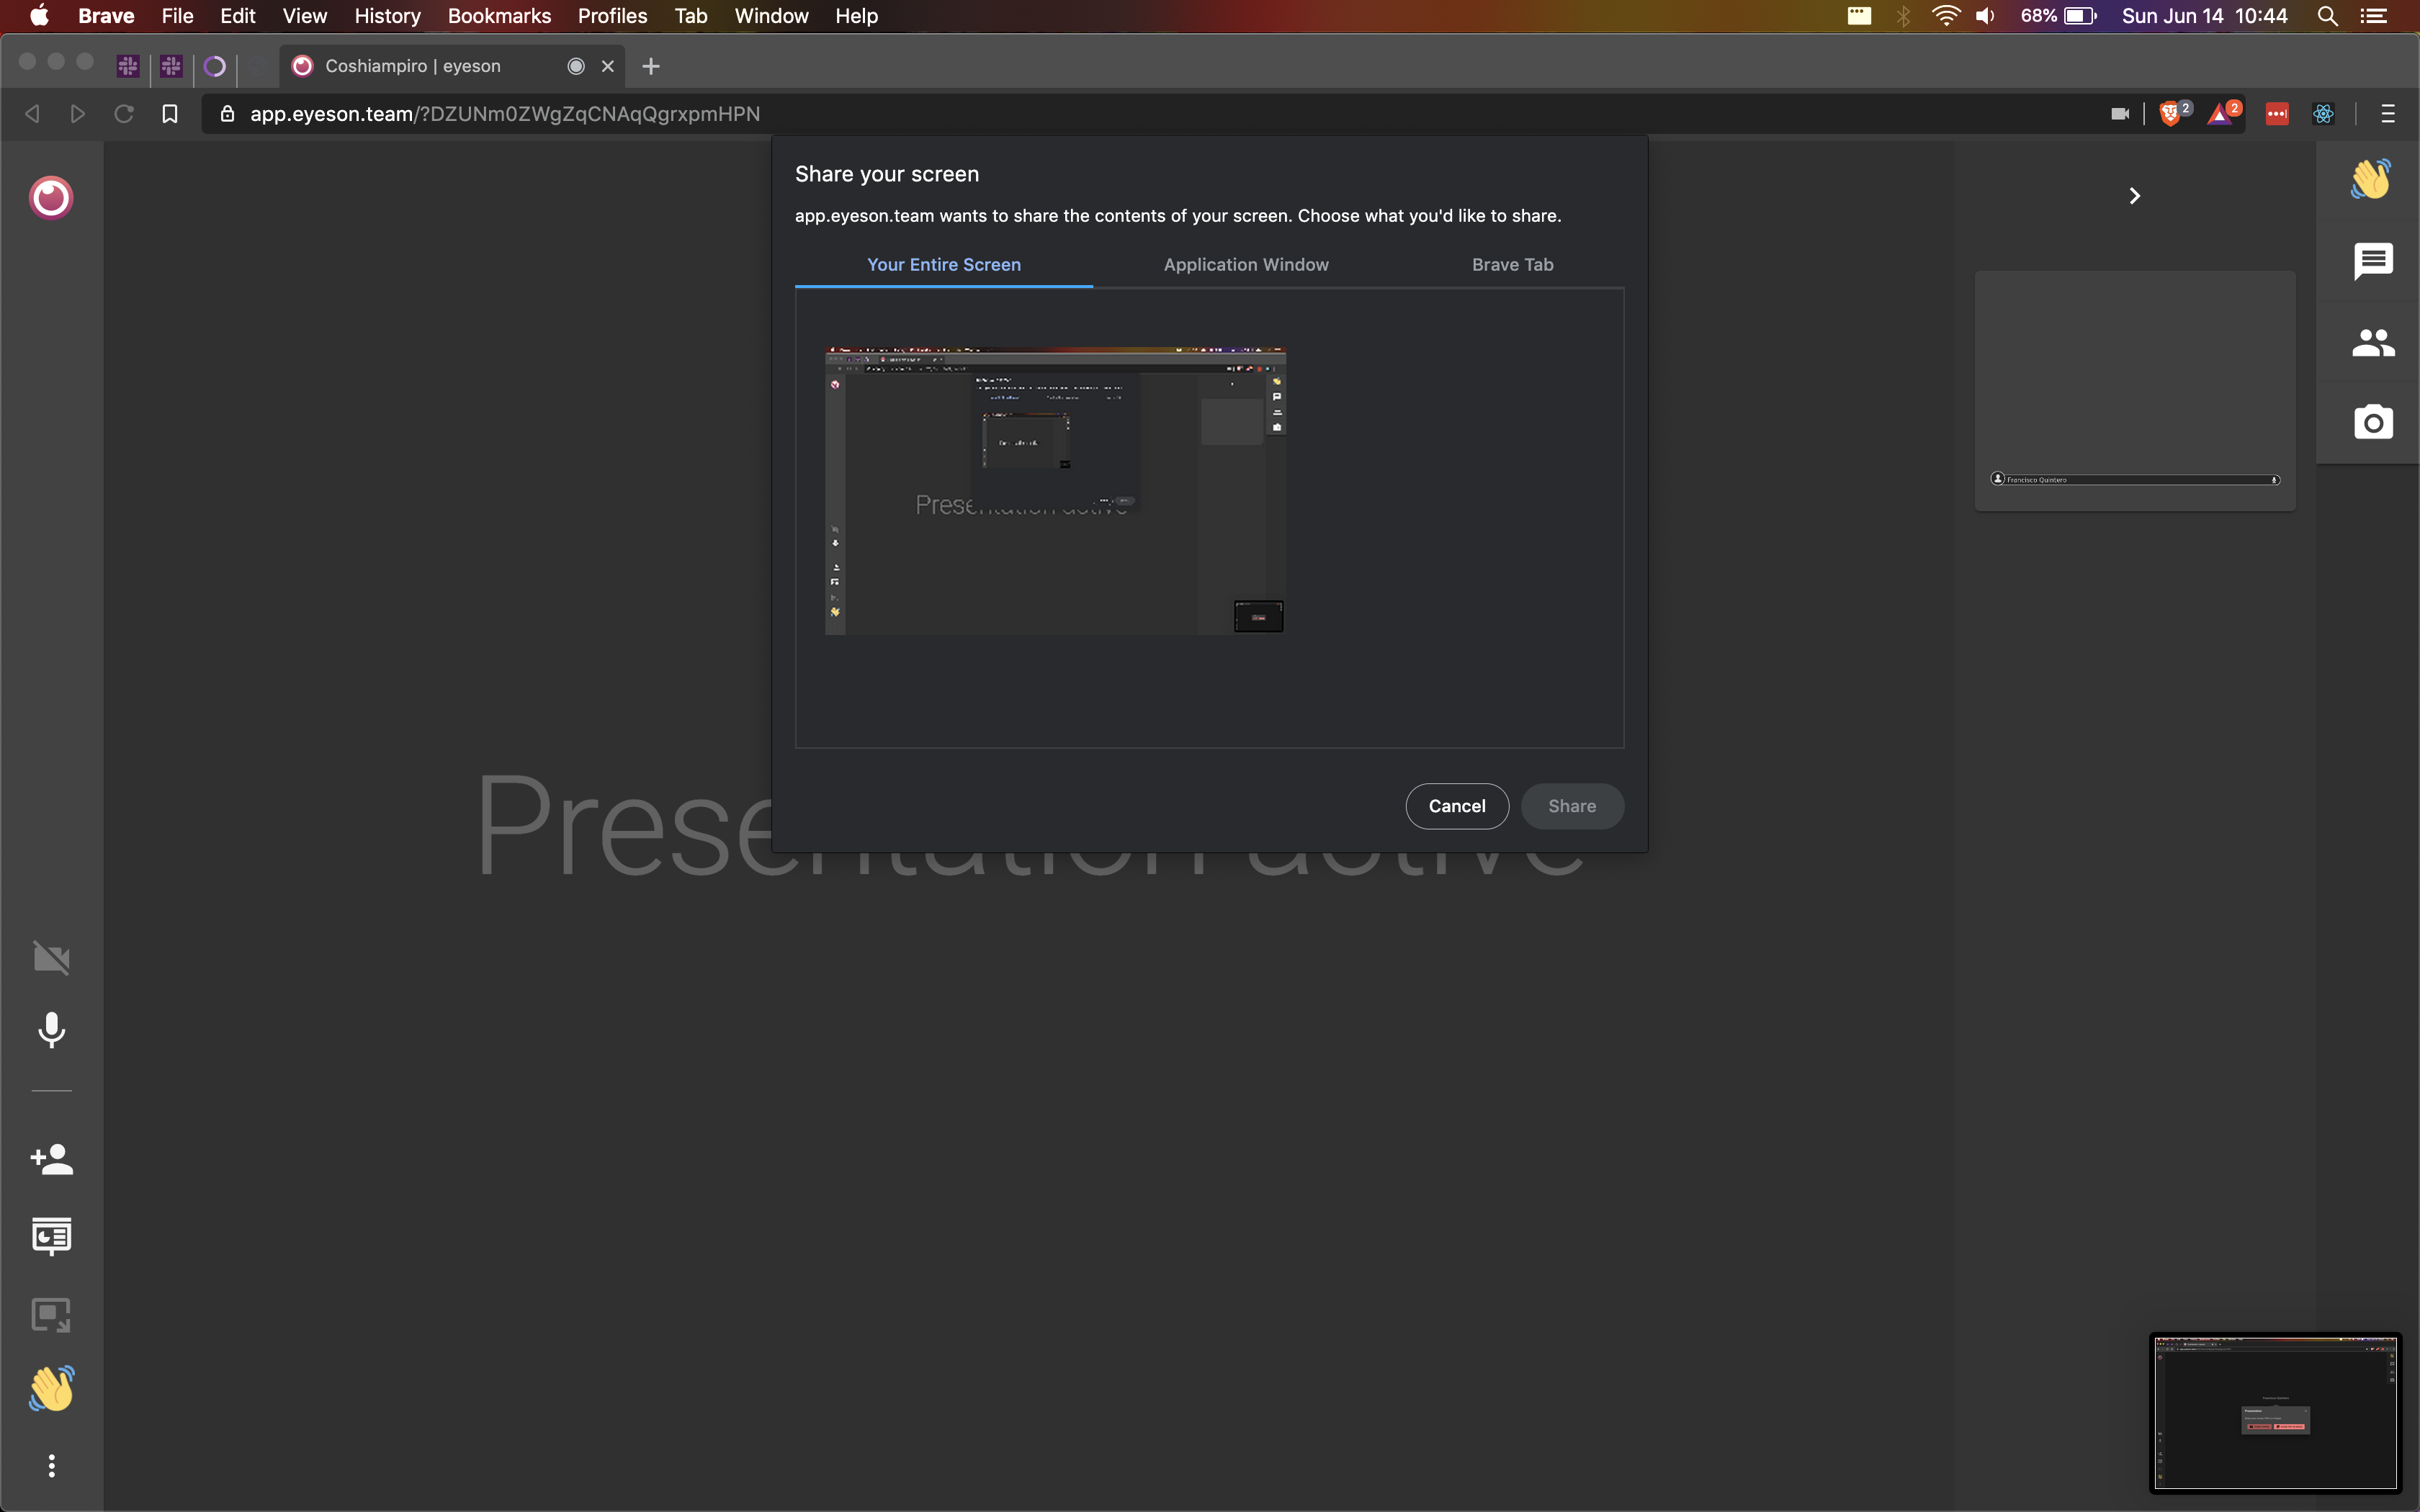 Brave File Edit View History Bookmarks Profiles Tab Window Help 68% Sun Jun 14 10:44
Coshiampiro | eyeson
app.eyeson.team/?DZUNm0ZWgZqCNAqQgrxpmHPN 2 2
Share your screen
app.eyeson.team wants to share the contents of your screen. Choose what you'd like to share.
Your Entire Screen Application Window Brave Tab
Francisco Quintero
Cancel Share
Presentation active